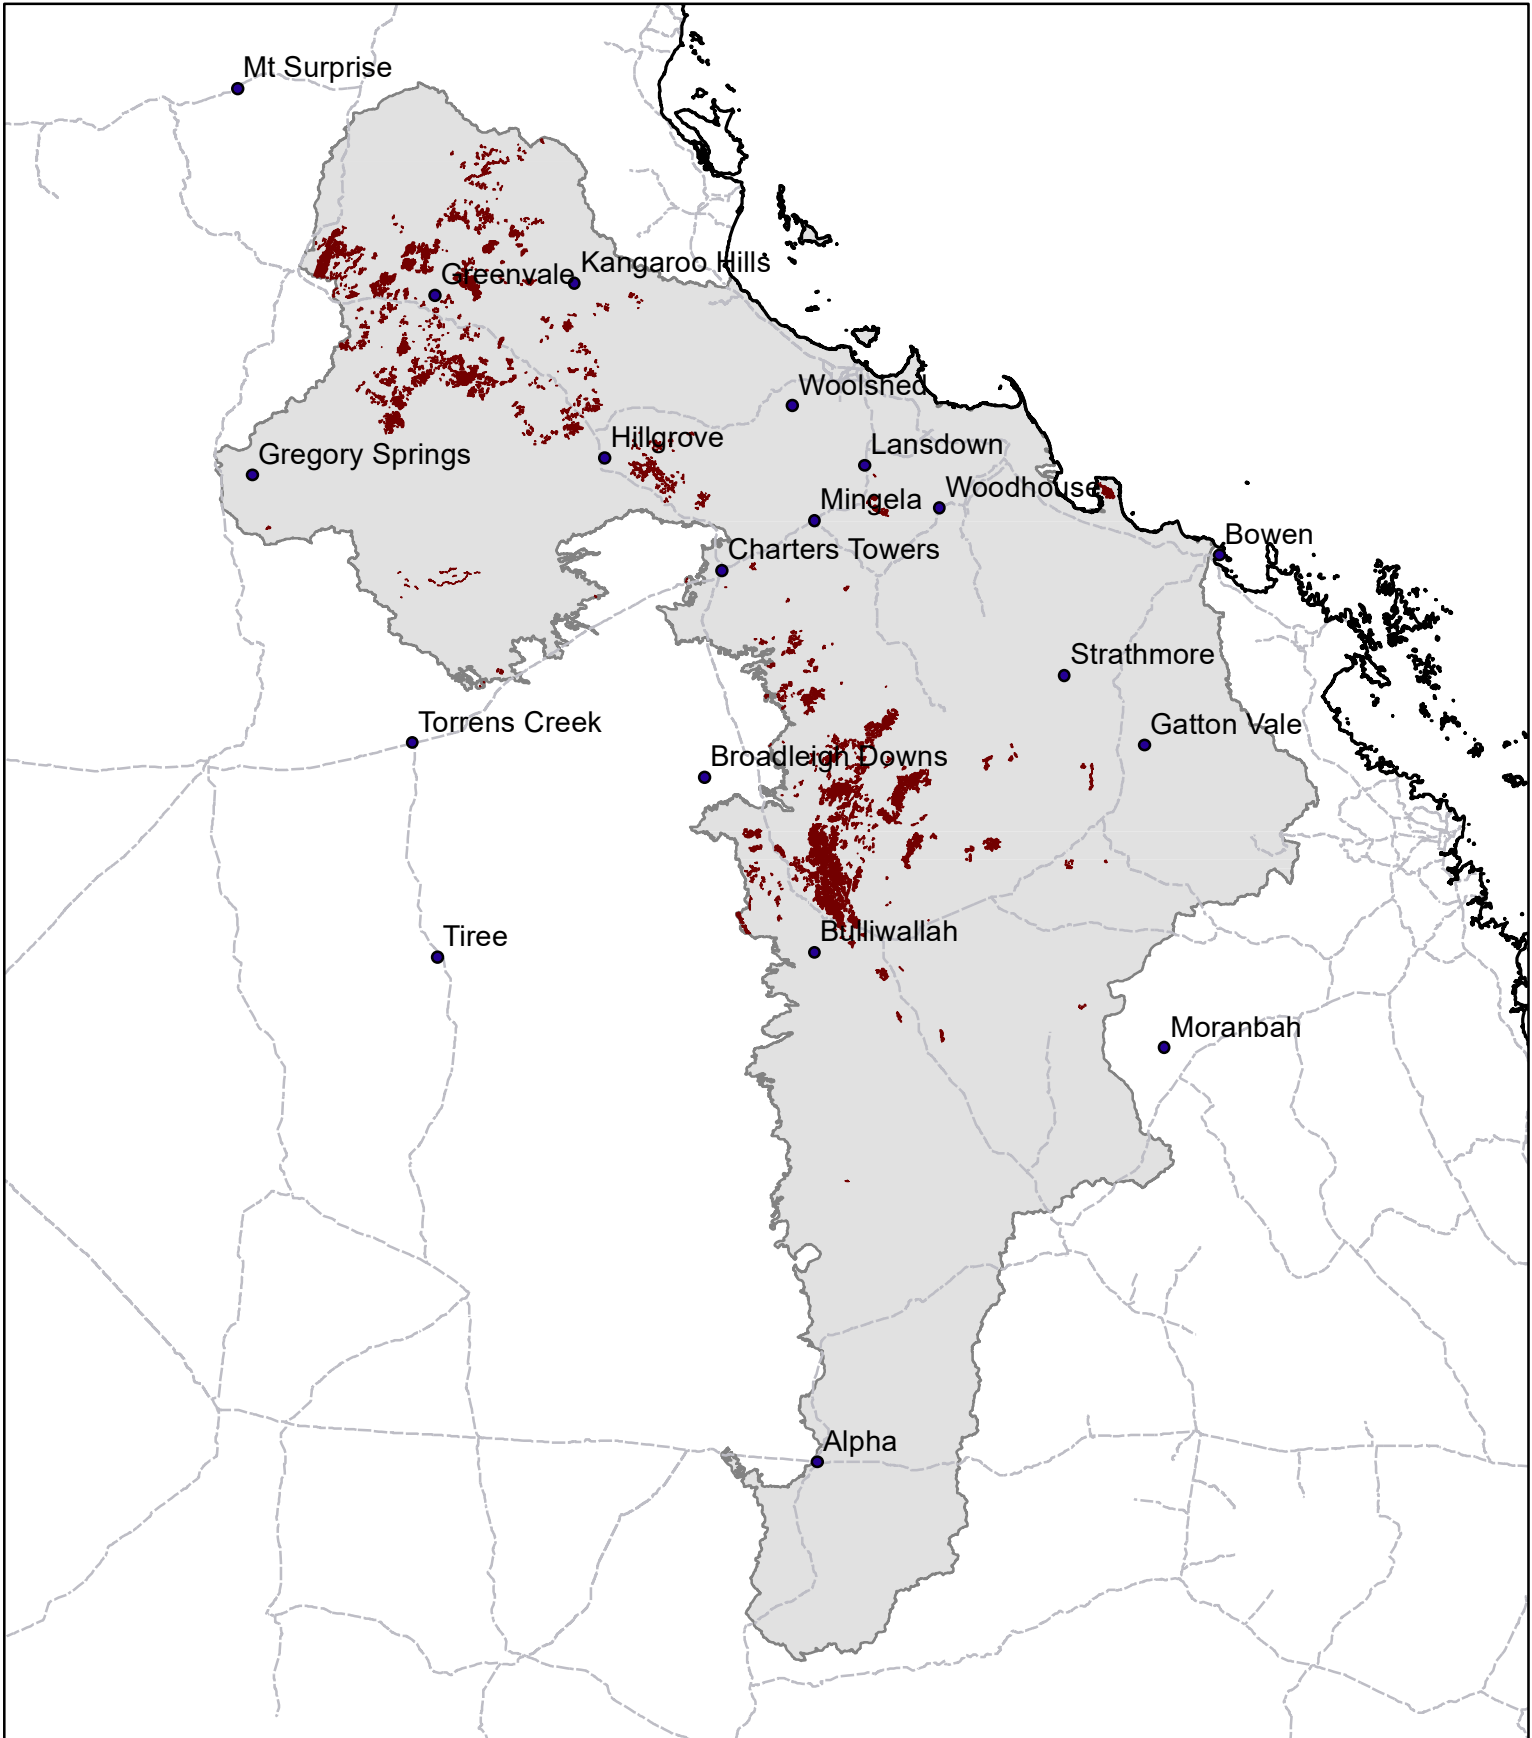 Mt Surprise
Kangaroo Hills
Greenvale
Woolshed
Hillgrove
Lansdown
Gregory Springs
Woodhouse
Mingela
Bowen
Charters Towers
Strathmore
Torrens Creek
Gatton Vale
Broadleigh Downs
Bulliwallah
Tiree
Moranbah
Alpha